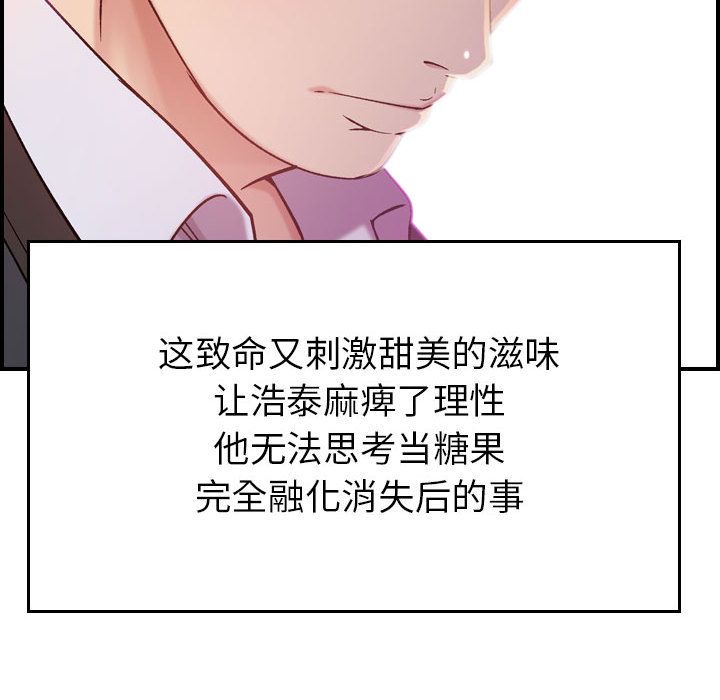 这致命又刺激甜美的滋味
让浩泰麻痺了理性
他无法思考当糖果
完全融化消失后的事